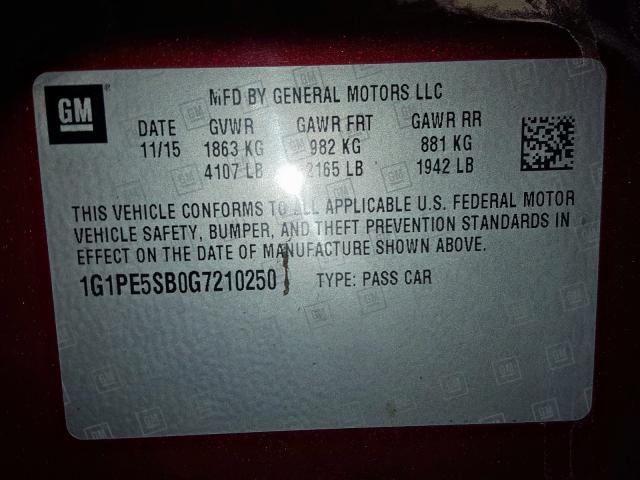 GM
MFD BY GENERAL MOTORS LLC
DATE GVWR GAWR FRT GAWR RR
11/15 1863 KG 982 KG 881 KG
4107 LB 2165 LB 1942 LB
THIS VEHICLE CONFORMS TO ALL APPLICABLE U.S. FEDERAL MOTOR
VEHICLE SAFETY, BUMPER, AND THEFT PREVENTION STANDARDS IN
EFFECT ON THE DATE OF MANUFACTURE SHOWN ABOVE.
1G1PE5SB0G7210250 TYPE: PASS CAR